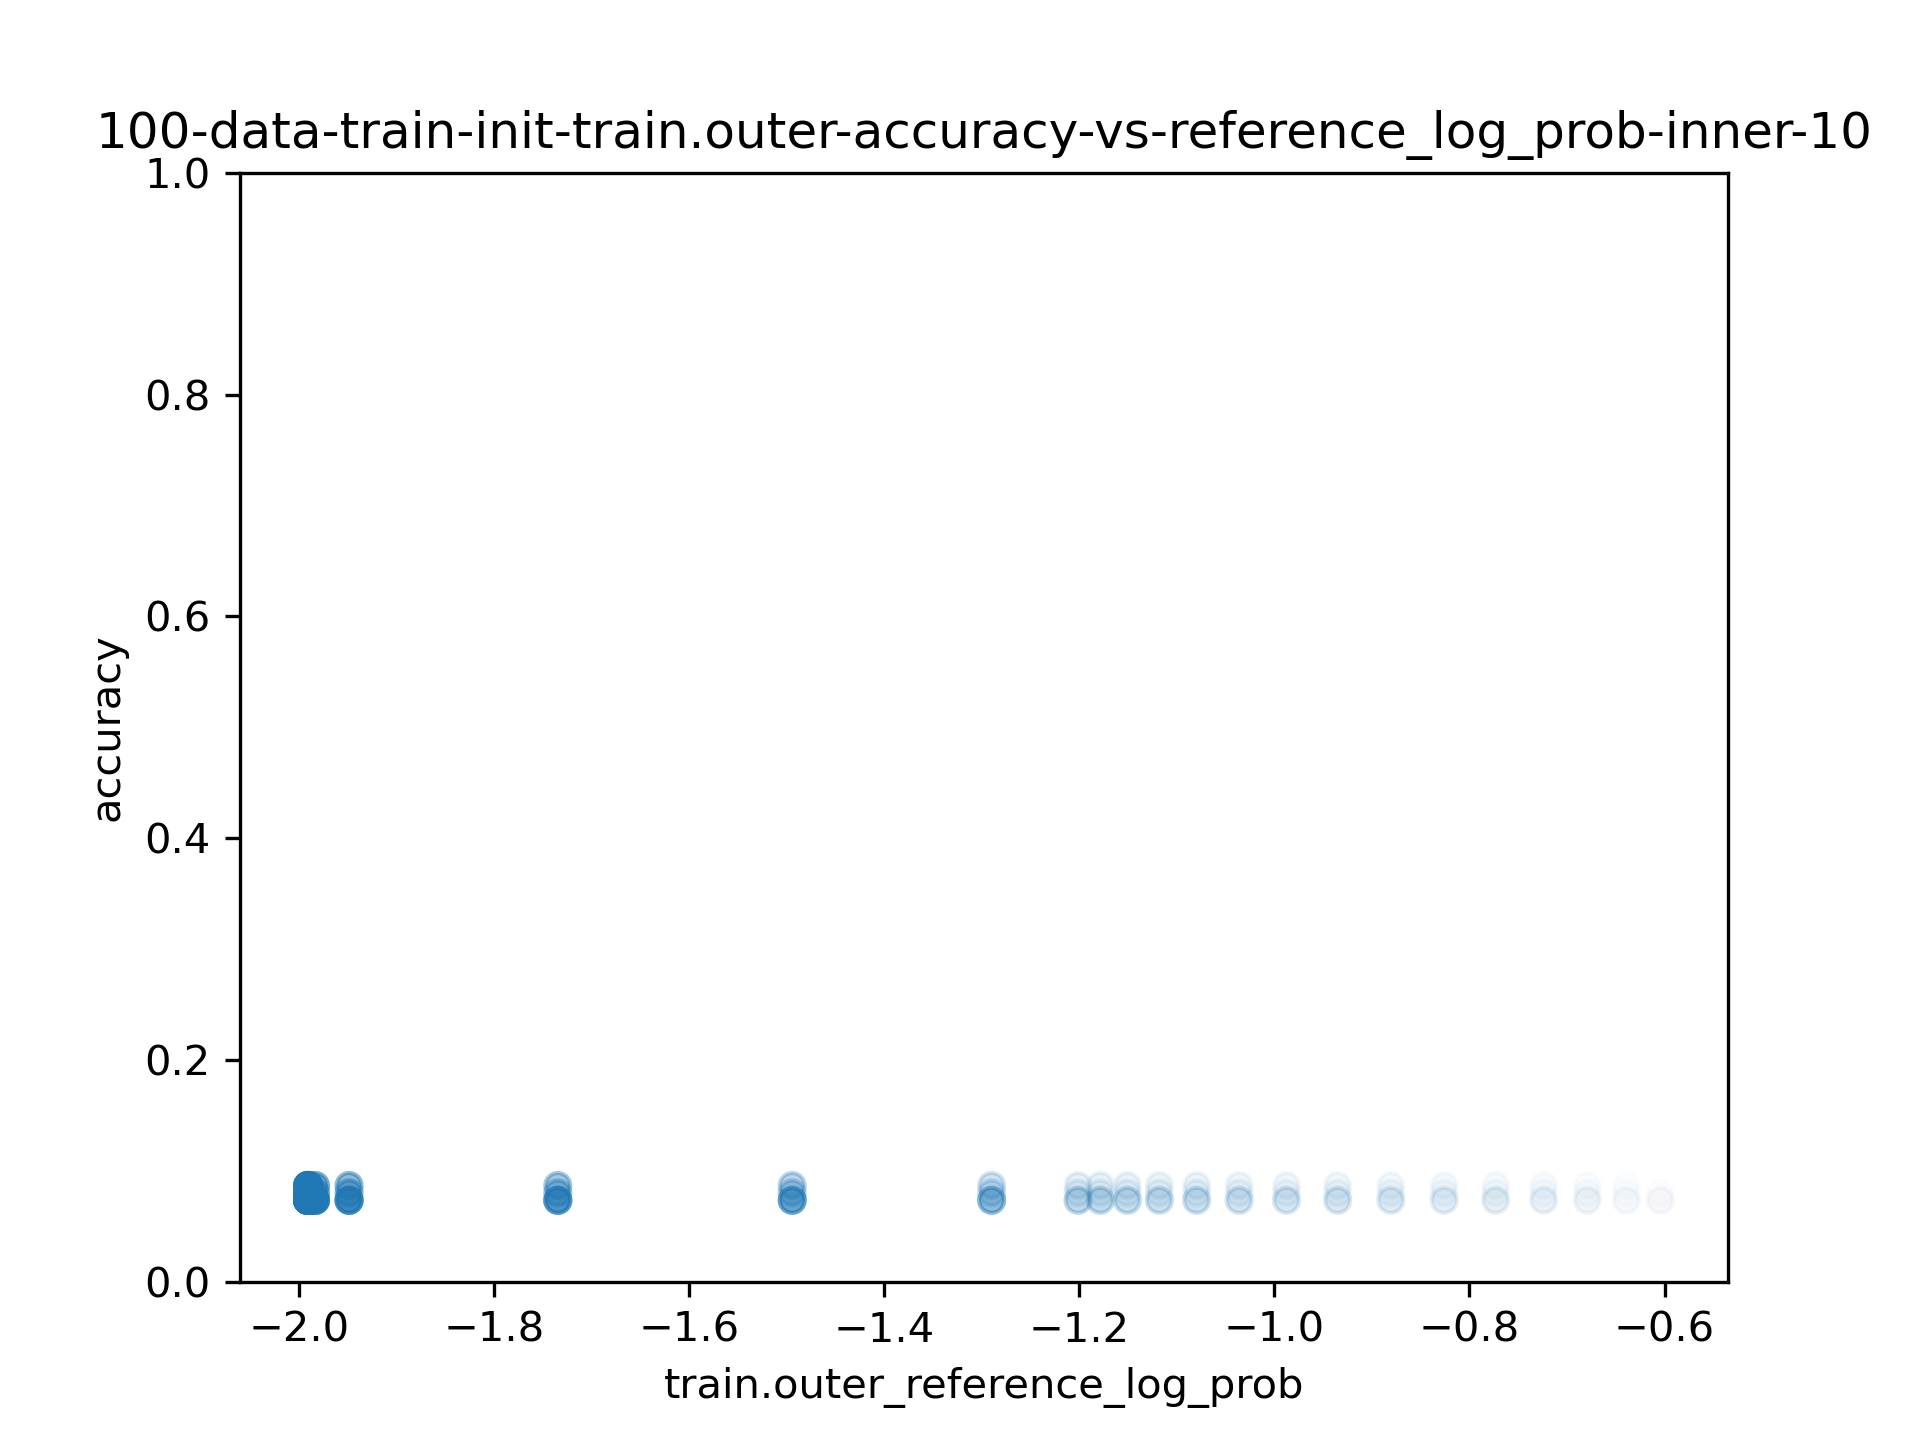 100-data-train-init-train.outer-accuracy-vs-reference_log_prob-inner-10
1.0
0.8
0.6
0.4
0.2
0.0
accuracy
−2.0 −1.8 −1.6 −1.4 −1.2 −1.0 −0.8 −0.6
train.outer_reference_log_prob